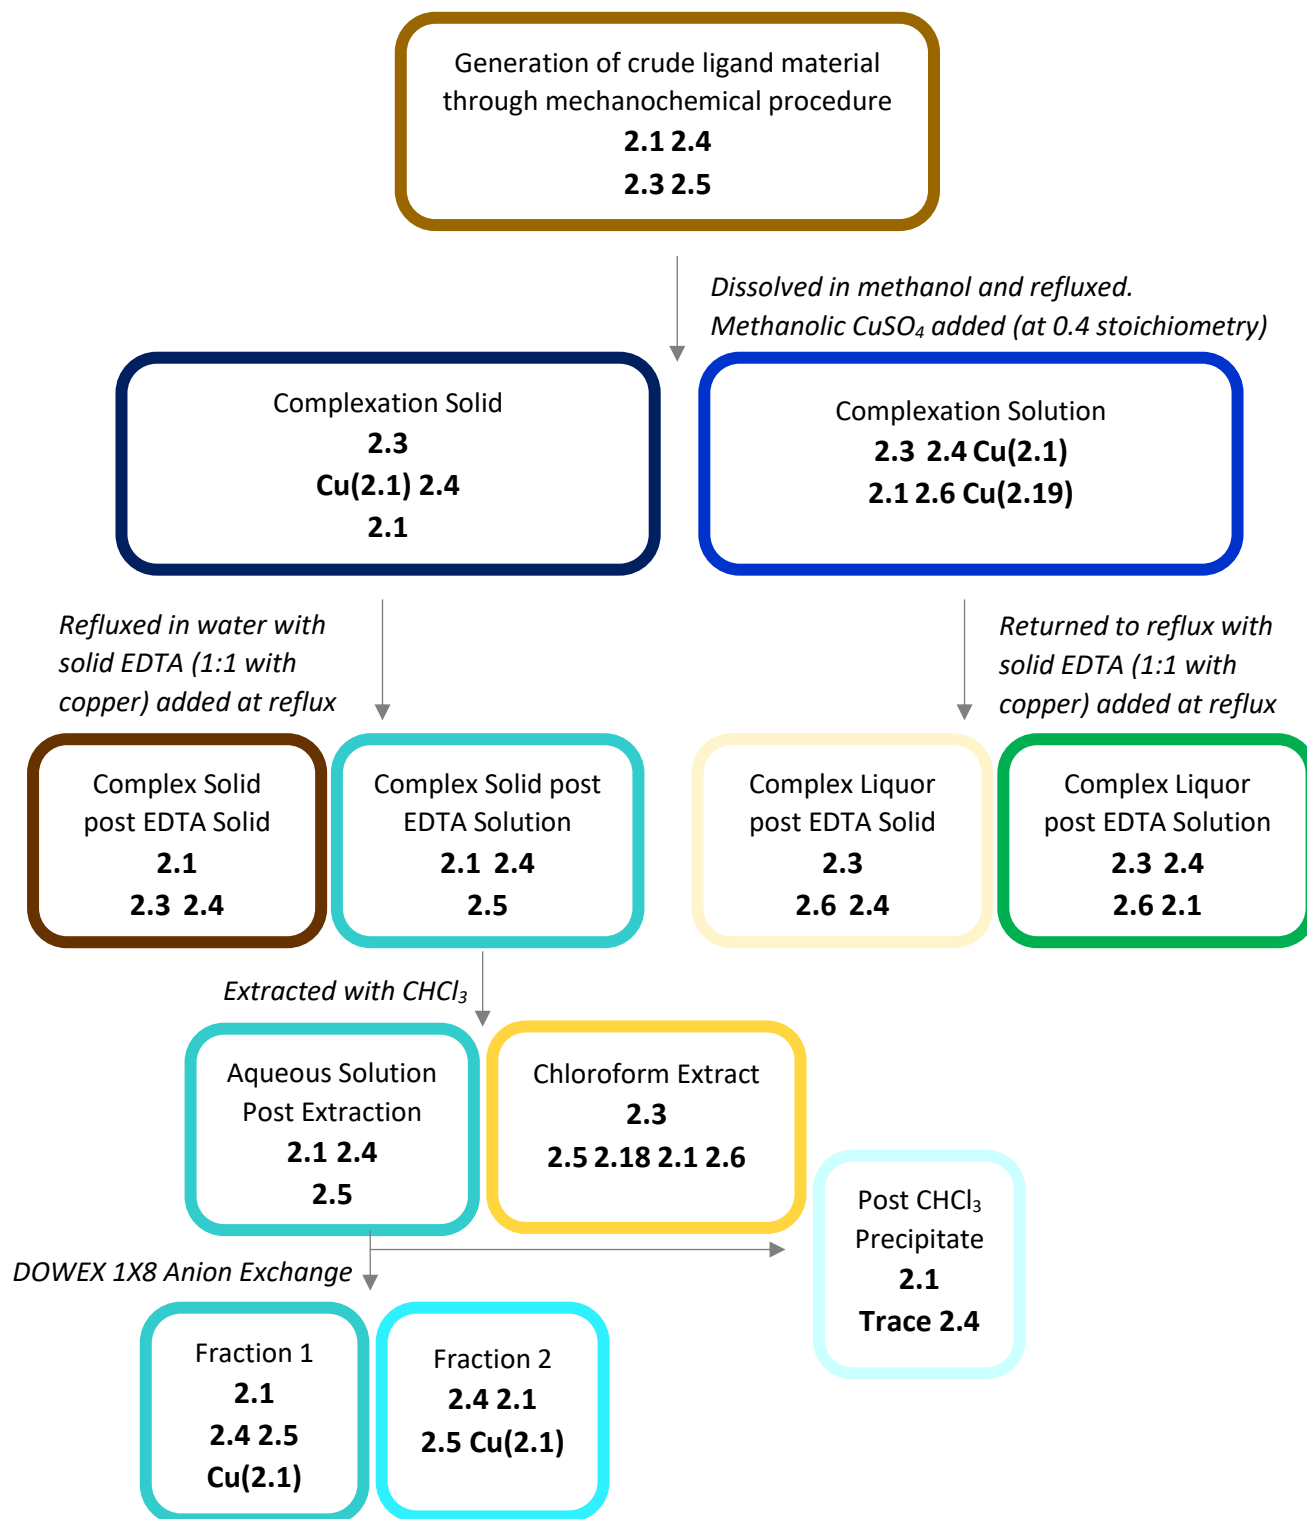 Generation of crude ligand material
through mechanochemical procedure
2.1 2.4
2.3 2.5
Dissolved in methanol and refluxed.
Methanolic CuSO₄ added (at 0.4 stoichiometry)
Complexation Solid
2.3
Cu(2.1) 2.4
2.1
Complexation Solution
2.3 2.4 Cu(2.1)
2.1 2.6 Cu(2.19)
Refluxed in water with
solid EDTA (1:1 with
copper) added at reflux
Returned to reflux with
solid EDTA (1:1 with
copper) added at reflux
Complex Solid
post EDTA Solid
2.1
2.3 2.4
Complex Solid post
EDTA Solution
2.1 2.4
2.5
Complex Liquor
post EDTA Solid
2.3
2.6 2.4
Complex Liquor
post EDTA Solution
2.3 2.4
2.6 2.1
Extracted with CHCl₃
Aqueous Solution
Post Extraction
2.1 2.4
2.5
Chloroform Extract
2.3
2.5 2.18 2.1 2.6
Post CHCl₃
Precipitate
2.1
Trace 2.4
DOWEX 1X8 Anion Exchange
Fraction 1
2.1
2.4 2.5
Cu(2.1)
Fraction 2
2.4 2.1
2.5 Cu(2.1)